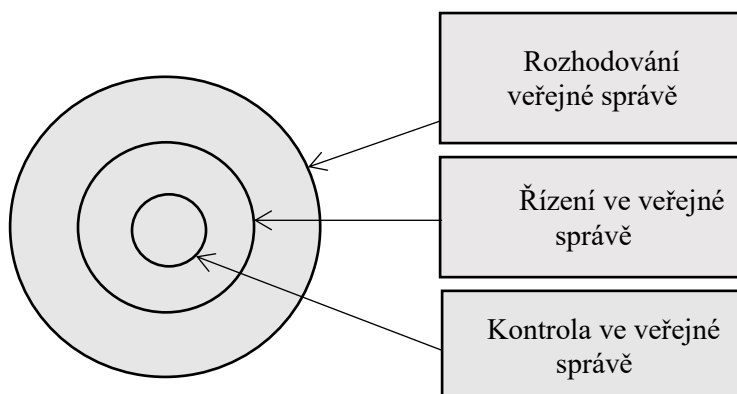 Rozhodování
veřejné správě
Řízení ve veřejné
správě
Kontrola ve veřejné
správě